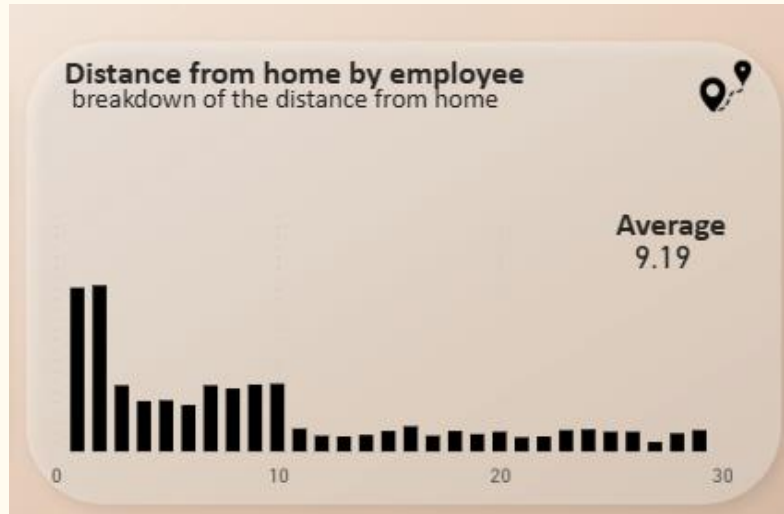 Distance from home by employee
breakdown of the distance from home
Average
9.19
0 10 20 30